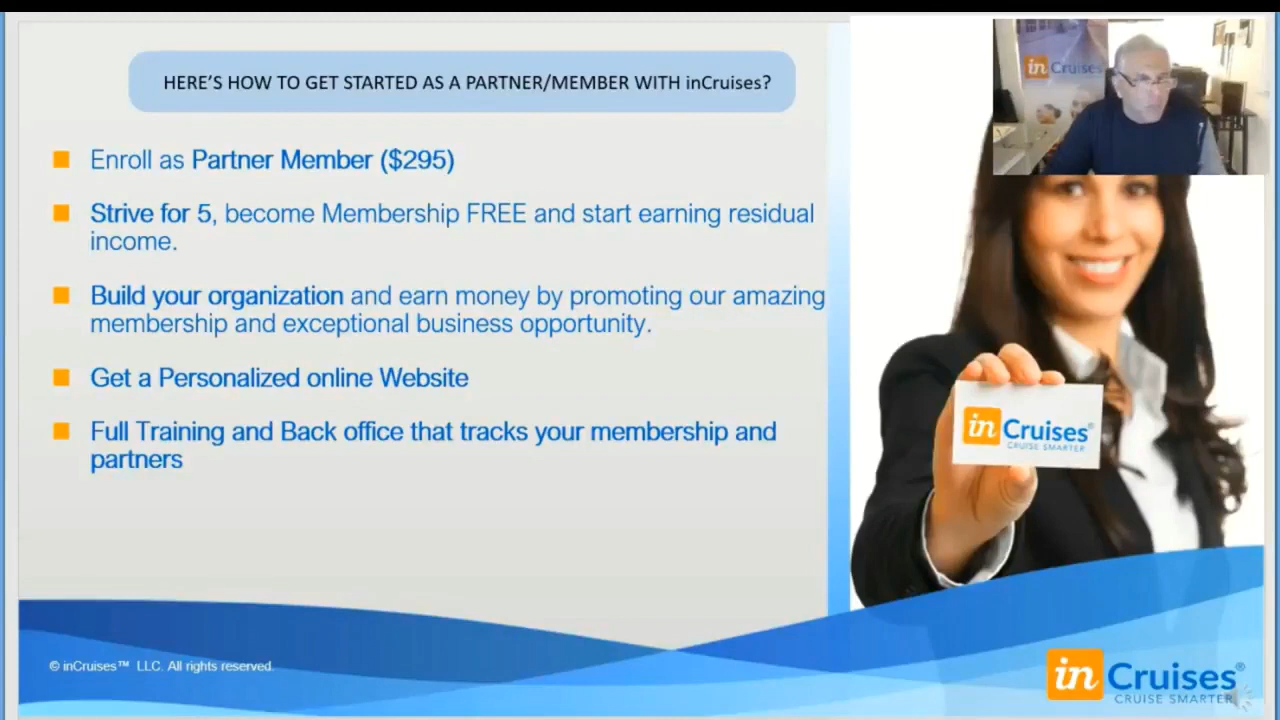 in Cruises
HERE'S HOW TO GET STARTED AS A PARTNER/MEMBER WITH inCruises?
Enroll as Partner Member ($295)
Strive for 5, become Membership FREE and start earning residual
income.
Build your organization and earn money by promoting our amazing
membership and exceptional business opportunity.
Get a Personalized online Website
Full Training and Back office that tracks your membership and
partners
in Cruises®
CRUISE SMARTER
© inCruises™ LLC. All rights reserved.
in Cruises®
CRUISE SMARTER